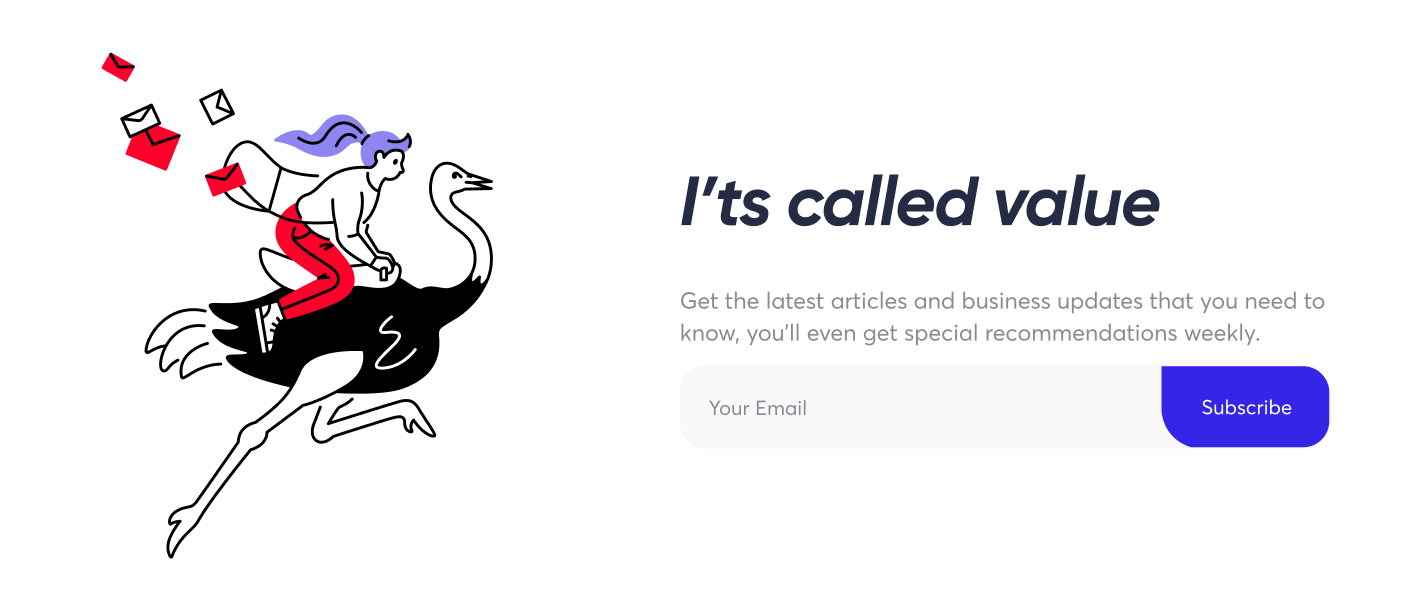 I’ts called value
Get the latest articles and business updates that you need to
know, you’ll even get special recommendations weekly.
Your Email
Subscribe